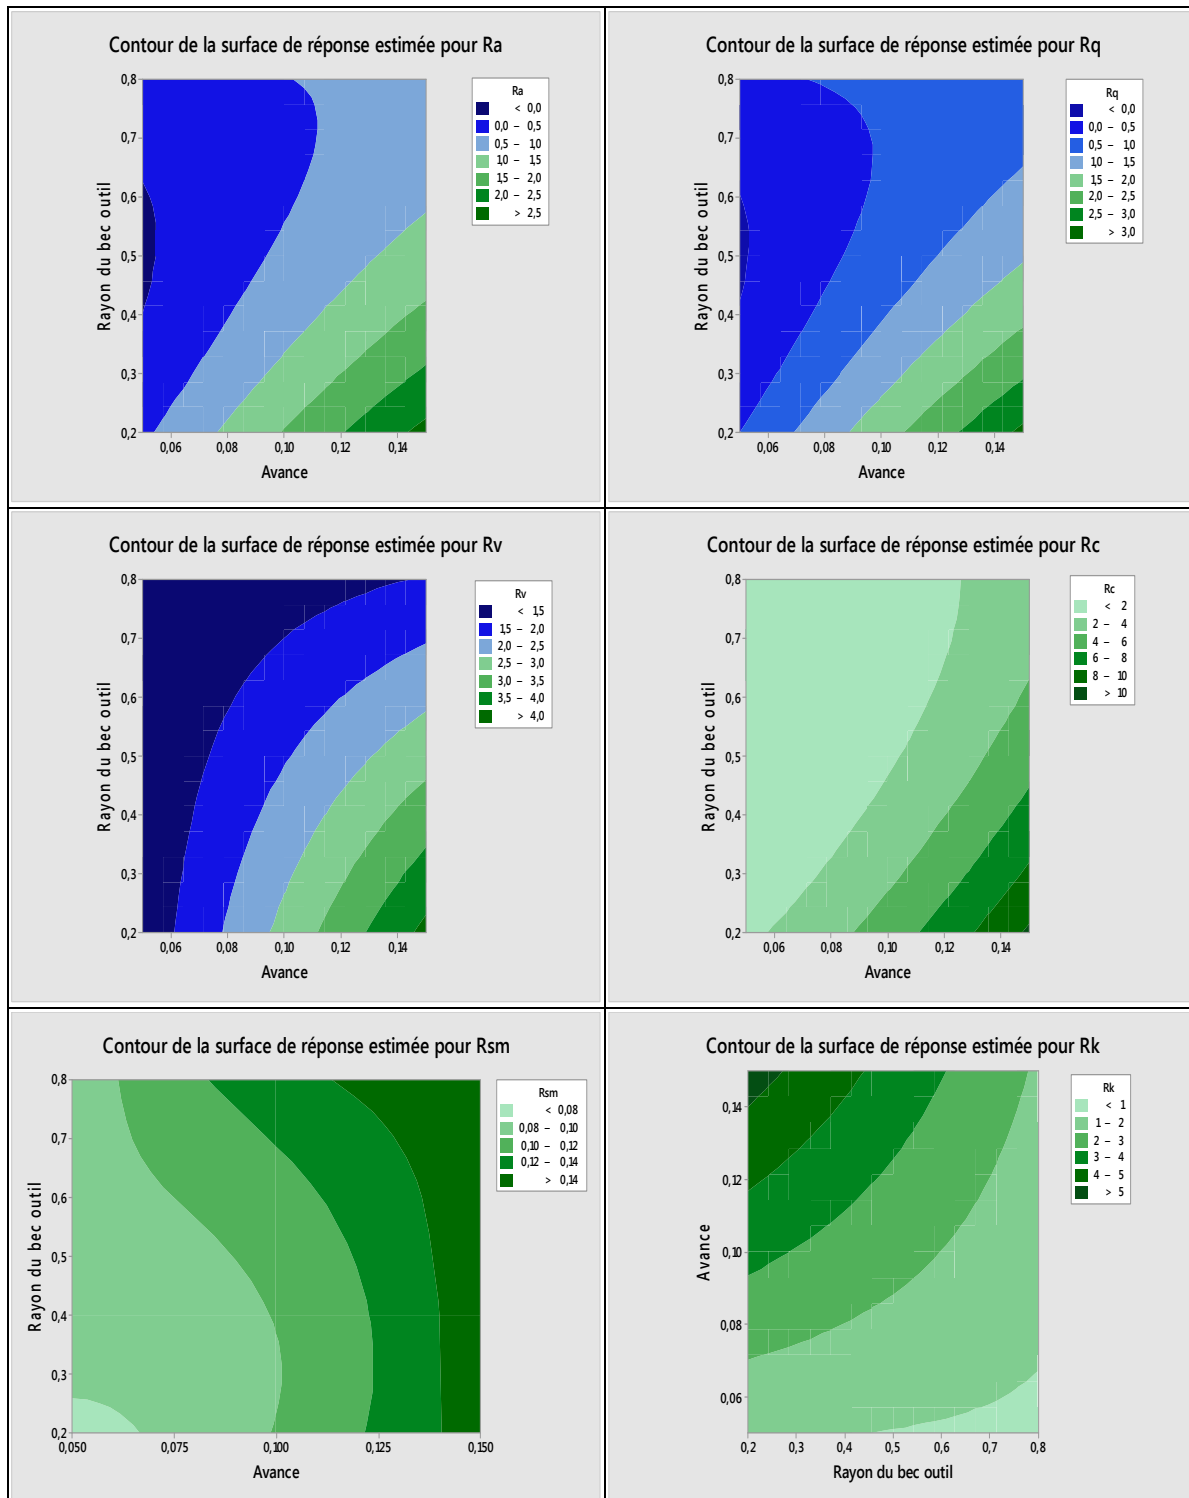 Contour de la surface de réponse estimée pour Ra
0,8
0,7
0,6
0,5
0,4
0,3
0,2
Rayon du bec outil
0,06 0,08 0,10 0,12 0,14
Avance
Ra
< 0,0
0,0 – 0,5
0,5 – 1,0
1,0 – 1,5
1,5 – 2,0
2,0 – 2,5
> 2,5
Contour de la surface de réponse estimée pour Rq
0,8
0,7
0,6
0,5
0,4
0,3
0,2
Rayon du bec outil
0,06 0,08 0,10 0,12 0,14
Avance
Rq
< 0,0
0,0 – 0,5
0,5 – 1,0
1,0 – 1,5
1,5 – 2,0
2,0 – 2,5
2,5 – 3,0
> 3,0
Contour de la surface de réponse estimée pour Rv
0,8
0,7
0,6
0,5
0,4
0,3
0,2
Rayon du bec outil
0,06 0,08 0,10 0,12 0,14
Avance
Rv
< 1,5
1,5 – 2,0
2,0 – 2,5
2,5 – 3,0
3,0 – 3,5
3,5 – 4,0
> 4,0
Contour de la surface de réponse estimée pour Rc
0,8
0,7
0,6
0,5
0,4
0,3
0,2
Rayon du bec outil
0,06 0,08 0,10 0,12 0,14
Avance
Rc
< 2
2 – 4
4 – 6
6 – 8
8 – 10
> 10
Contour de la surface de réponse estimée pour Rsm
0,8
0,7
0,6
0,5
0,4
0,3
0,2
Rayon du bec outil
0,050 0,075 0,100 0,125 0,150
Avance
Rsm
< 0,08
0,08 – 0,10
0,10 – 0,12
0,12 – 0,14
> 0,14
Contour de la surface de réponse estimée pour Rk
0,14
0,12
0,10
0,08
0,06
Avance
0,2 0,3 0,4 0,5 0,6 0,7 0,8
Rayon du bec outil
Rk
< 1
1 – 2
2 – 3
3 – 4
4 – 5
> 5